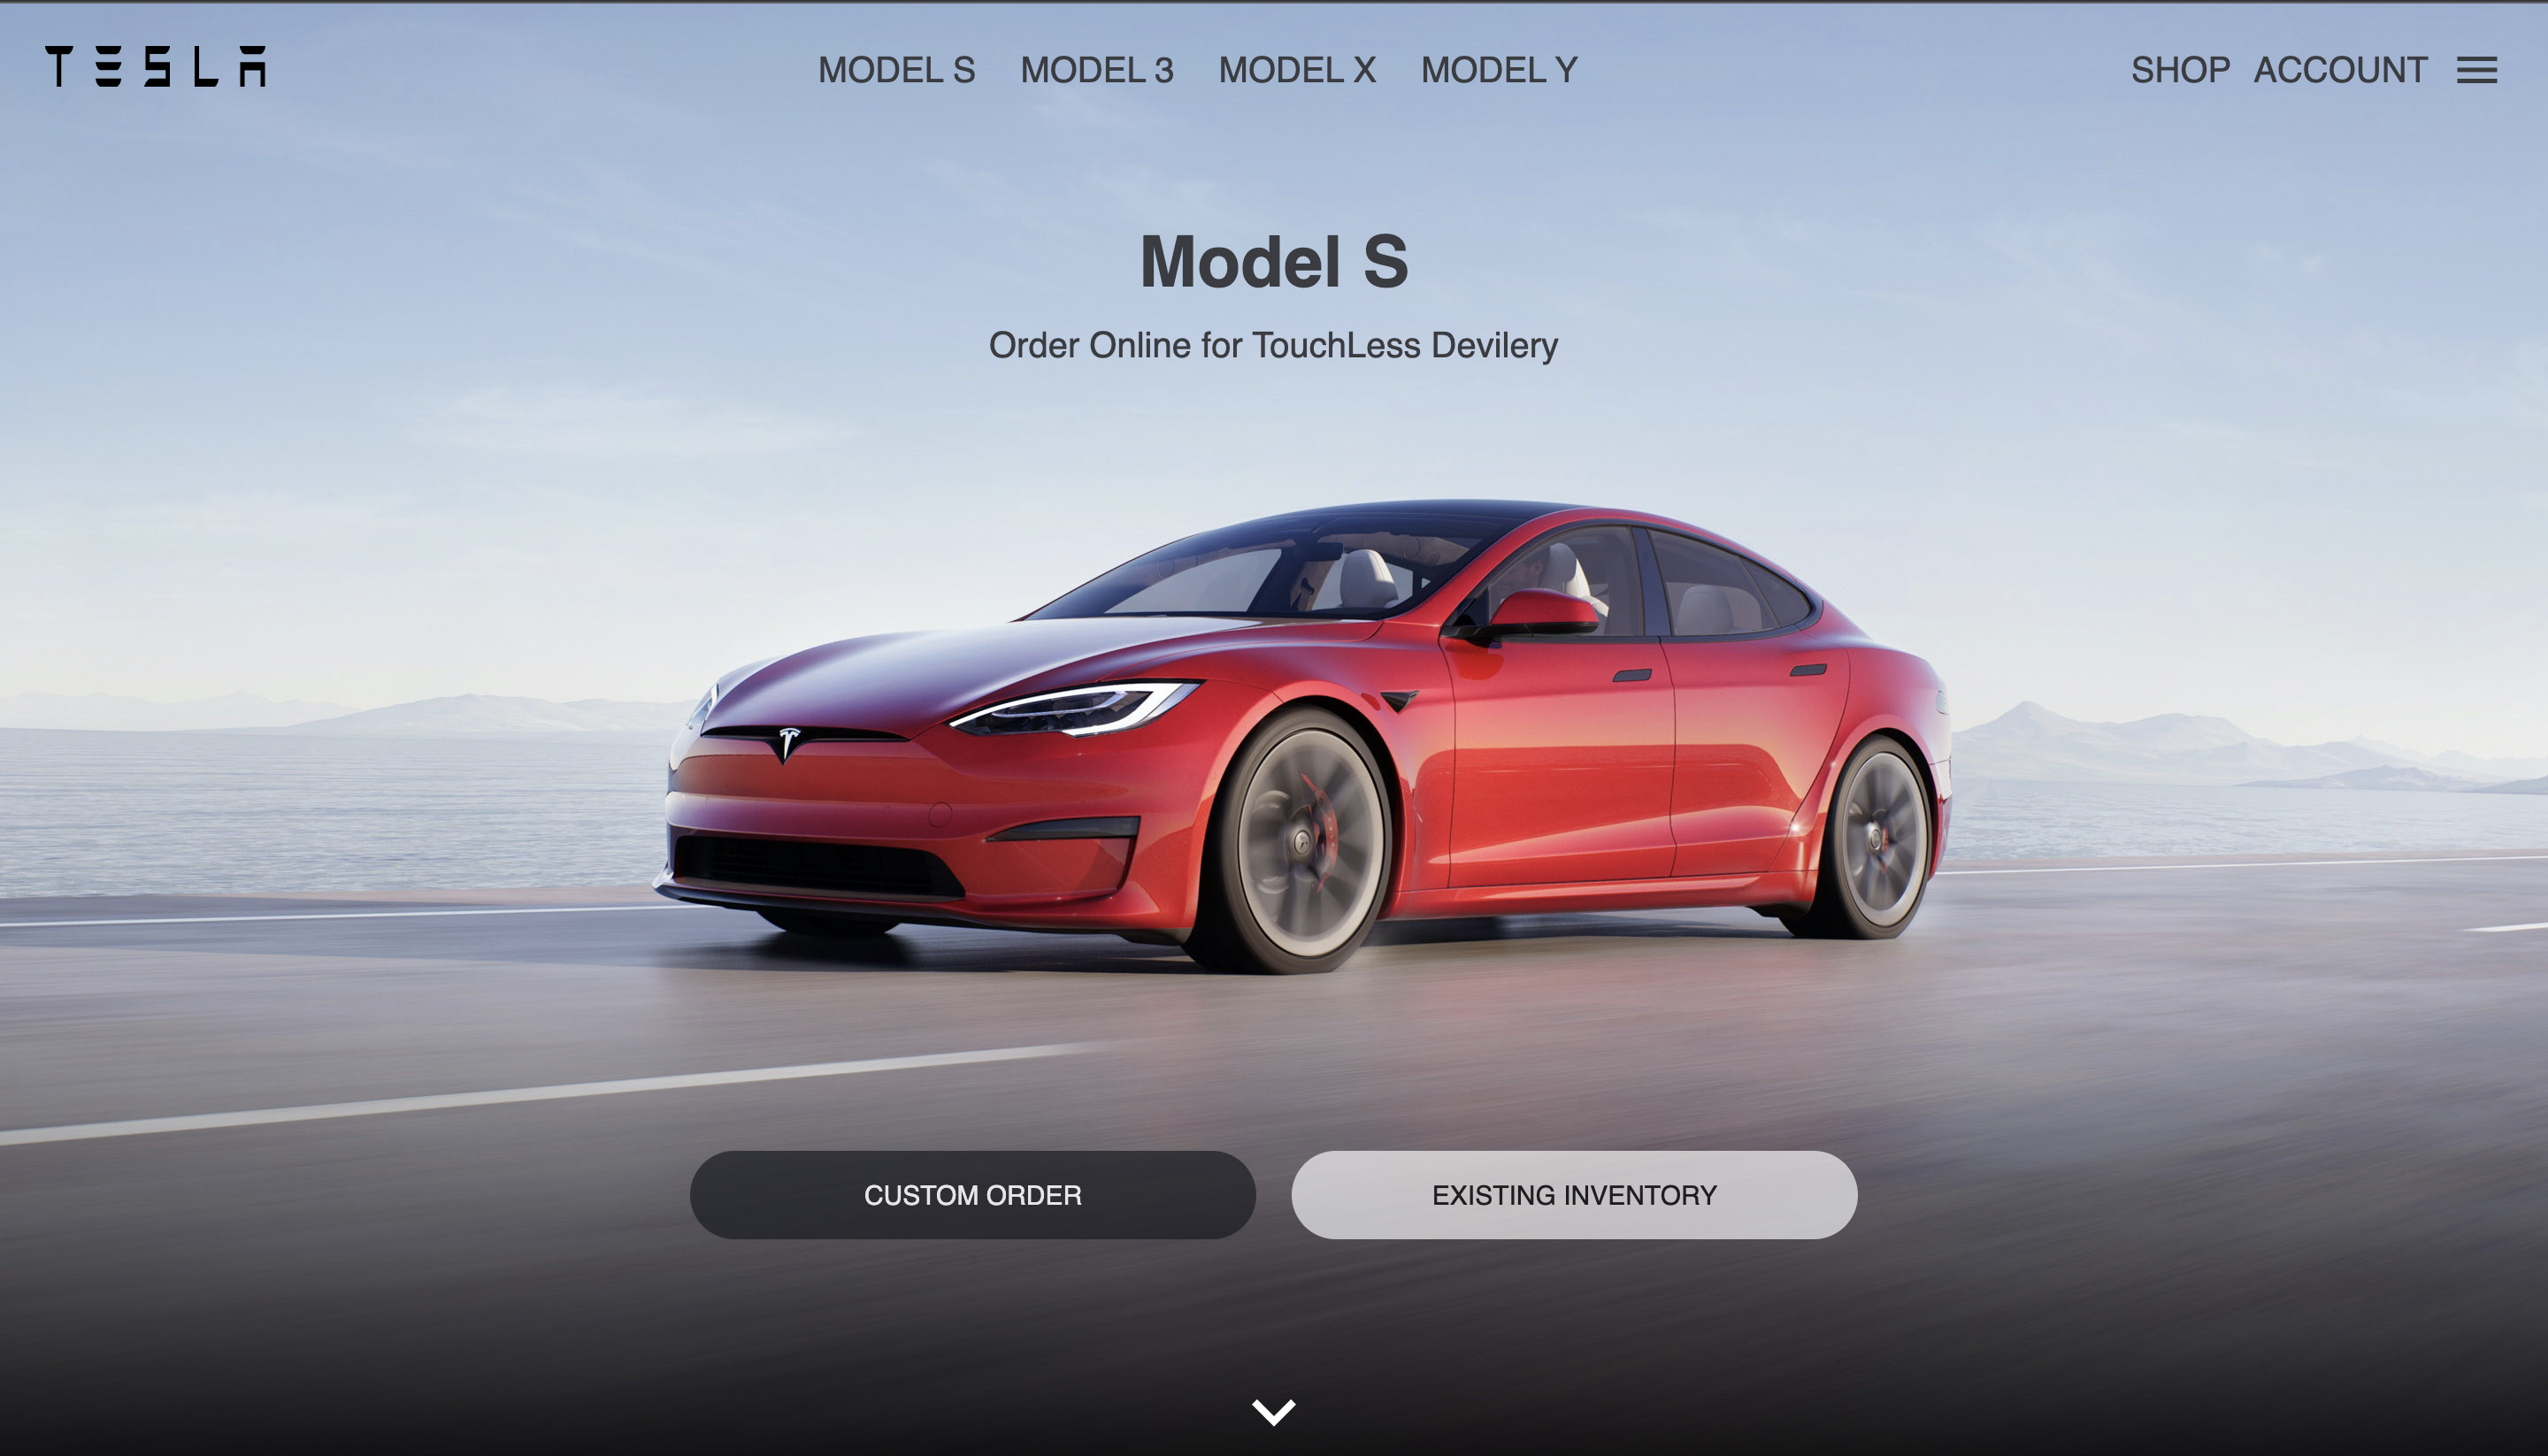 TESLA
MODEL S MODEL 3 MODEL X MODEL Y
SHOP ACCOUNT
Model S
Order Online for TouchLess Devilery
CUSTOM ORDER
EXISTING INVENTORY